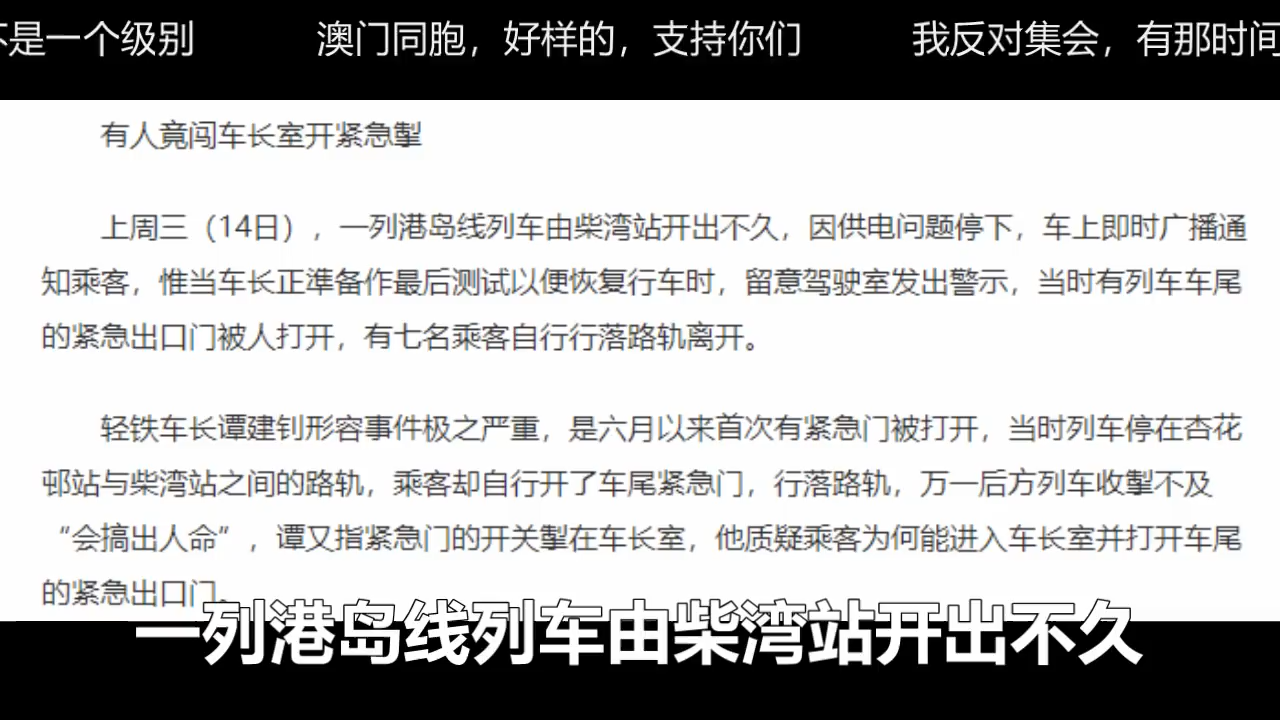 不是一个级别 澳门同胞，好样的，支持你们 我反对集会，有那时间
有人竟闯车长室开紧急掣
上周三（14日），一列港岛线列车由柴湾站开出不久，因供电问题停下，车上即时广播通
知乘客，惟当车长正準备作最后测试以便恢复行车时，留意驾驶室发出警示，当时有列车车尾
的紧急出口门被人打开，有七名乘客自行行落路轨离开。
轻铁车长谭建钊形容事件极之严重，是六月以来首次有紧急门被打开，当时列车停在杏花
邨站与柴湾站之间的路轨，乘客却自行开了车尾紧急门，行落路轨，万一后方列车收掣不及
“会搞出人命”，谭又指紧急门的开关掣在车长室，他质疑乘客为何能进入车长室并打开车尾
的紧急出口门。
一列港岛线列车由柴湾站开出不久